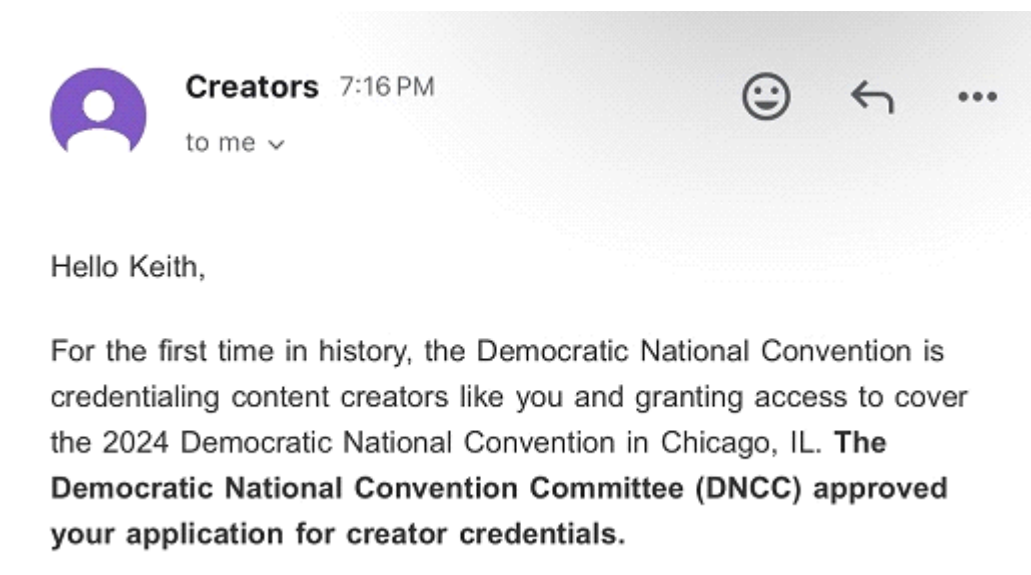 Creators 7:16 PM
to me
Hello Keith,
For the first time in history, the Democratic National Convention is
credentialing content creators like you and granting access to cover
the 2024 Democratic National Convention in Chicago, IL. The
Democratic National Convention Committee (DNCC) approved
your application for creator credentials.